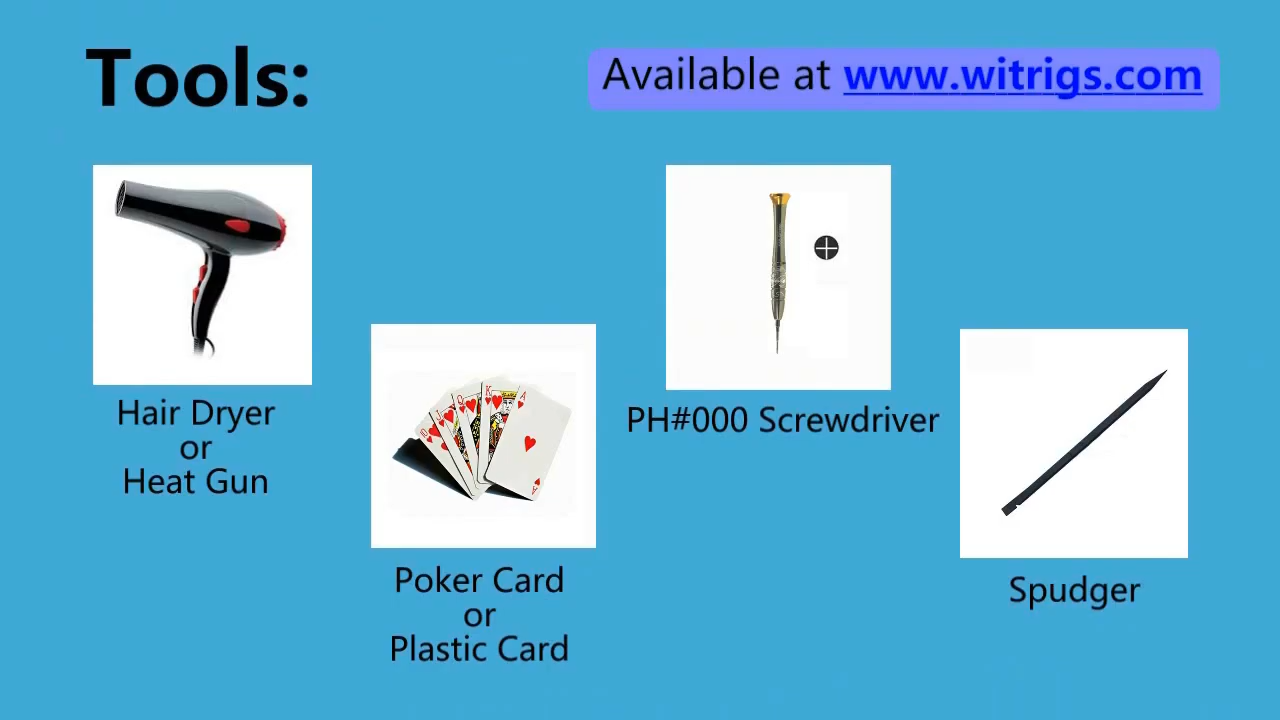 Tools:
Available at www.witrigs.com
Hair Dryer
or
Heat Gun
Poker Card
or
Plastic Card
PH#000 Screwdriver
Spudger